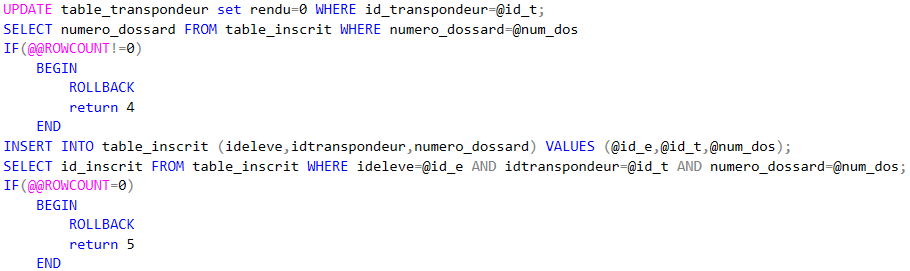 UPDATE table_transpondeur set rendu=0 WHERE id_transpondeur=@id_t;
SELECT numero_dossard FROM table_inscrit WHERE numero_dossard=@num_dos
IF(@@ROWCOUNT!=0)
    BEGIN
        ROLLBACK
        return 4
    END
INSERT INTO table_inscrit (ideleve,idtranspondeur,numero_dossard) VALUES (@id_e,@id_t,@num_dos);
SELECT id_inscrit FROM table_inscrit WHERE ideleve=@id_e AND idtranspondeur=@id_t AND numero_dossard=@num_dos;
IF(@@ROWCOUNT=0)
    BEGIN
        ROLLBACK
        return 5
    END